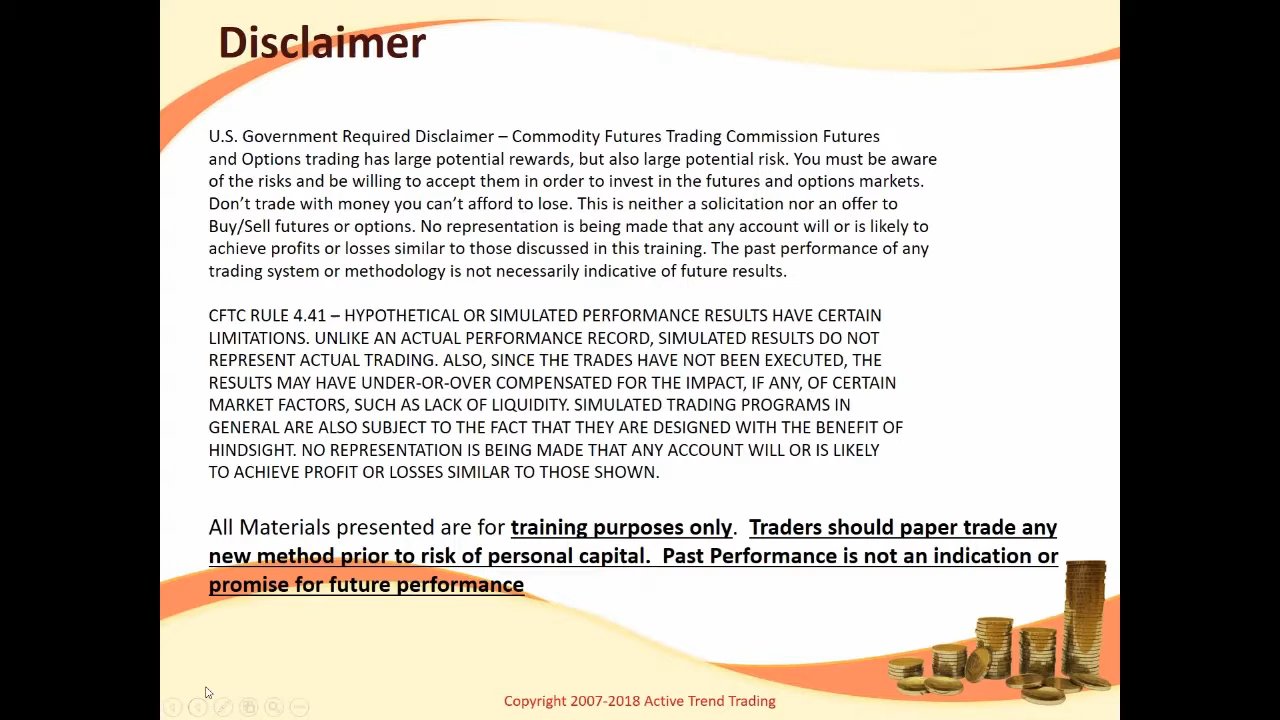 Disclaimer
U.S. Government Required Disclaimer – Commodity Futures Trading Commission Futures
and Options trading has large potential rewards, but also large potential risk. You must be aware
of the risks and be willing to accept them in order to invest in the futures and options markets.
Don’t trade with money you can’t afford to lose. This is neither a solicitation nor an offer to
Buy/Sell futures or options. No representation is being made that any account will or is likely to
achieve profits or losses similar to those discussed in this training. The past performance of any
trading system or methodology is not necessarily indicative of future results.
CFTC RULE 4.41 – HYPOTHETICAL OR SIMULATED PERFORMANCE RESULTS HAVE CERTAIN
LIMITATIONS. UNLIKE AN ACTUAL PERFORMANCE RECORD, SIMULATED RESULTS DO NOT
REPRESENT ACTUAL TRADING. ALSO, SINCE THE TRADES HAVE NOT BEEN EXECUTED, THE
RESULTS MAY HAVE UNDER-OR-OVER COMPENSATED FOR THE IMPACT, IF ANY, OF CERTAIN
MARKET FACTORS, SUCH AS LACK OF LIQUIDITY. SIMULATED TRADING PROGRAMS IN
GENERAL ARE ALSO SUBJECT TO THE FACT THAT THEY ARE DESIGNED WITH THE BENEFIT OF
HINDSIGHT. NO REPRESENTATION IS BEING MADE THAT ANY ACCOUNT WILL OR IS LIKELY
TO ACHIEVE PROFIT OR LOSSES SIMILAR TO THOSE SHOWN.
All Materials presented are for training purposes only.  Traders should paper trade any
new method prior to risk of personal capital.  Past Performance is not an indication or
promise for future performance
Copyright 2007-2018 Active Trend Trading